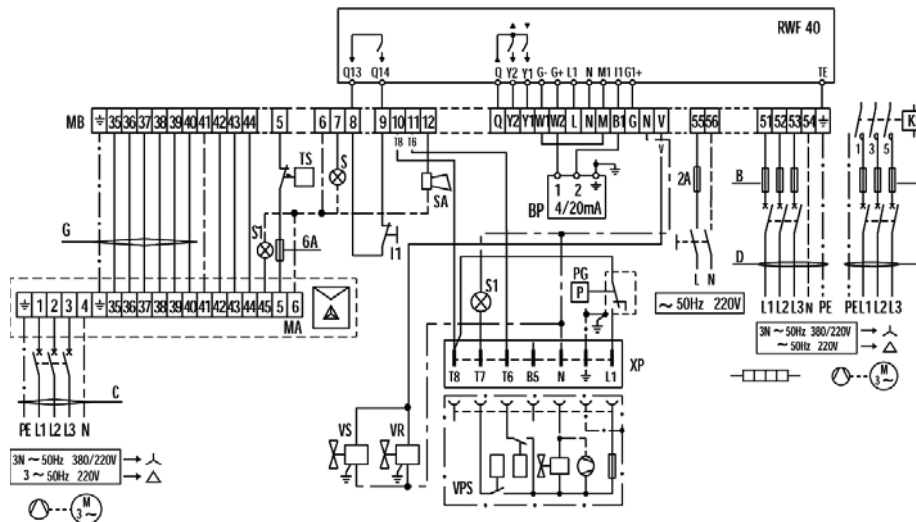 RWF 40
Q13 Q14 Q Y2 Y1 G- G+ L1 N M1 I1 G1+ TE
MB ⏚ 35 36 37 38 39 40 41 42 43 44 5 6 7 8 9 10 11 12 Q Y2 Y1 W1 W2 L N M B1 G N V 55 56 51 52 53 54 ⏚ K
T8 T6 V 1 3 5
TS S SA 2A B
1 2 ⏚
BP 4/20mA
G S1 6A I1 L N D
S1 PG P
~ 50Hz 220V L1 L2 L3 N PE PE L1 L2 L3
⏚ 1 2 3 4 ⏚ 35 36 37 38 39 40 41 42 43 44 45 5 6
MA
3N ~ 50Hz 380/220V
~ 50Hz 220V
XP
T8 T7 T6 B5 N ⏚ L1
M
3~
C
PE L1 L2 L3 N
VS VR
3N ~ 50Hz 380/220V
3 ~ 50Hz 220V
VPS
M
3~